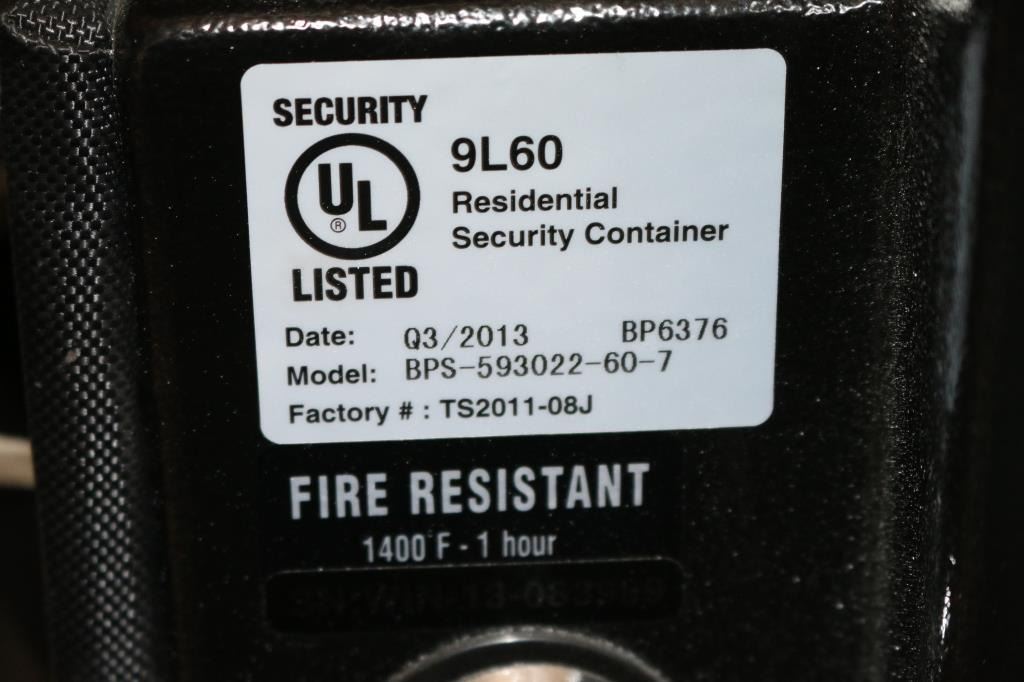 SECURITY
UL
®
LISTED
9L60
Residential
Security Container
Date: Q3/2013 BP6376
Model: BPS-593022-60-7
Factory # : TS2011-08J
FIRE RESISTANT
1400 F - 1 hour